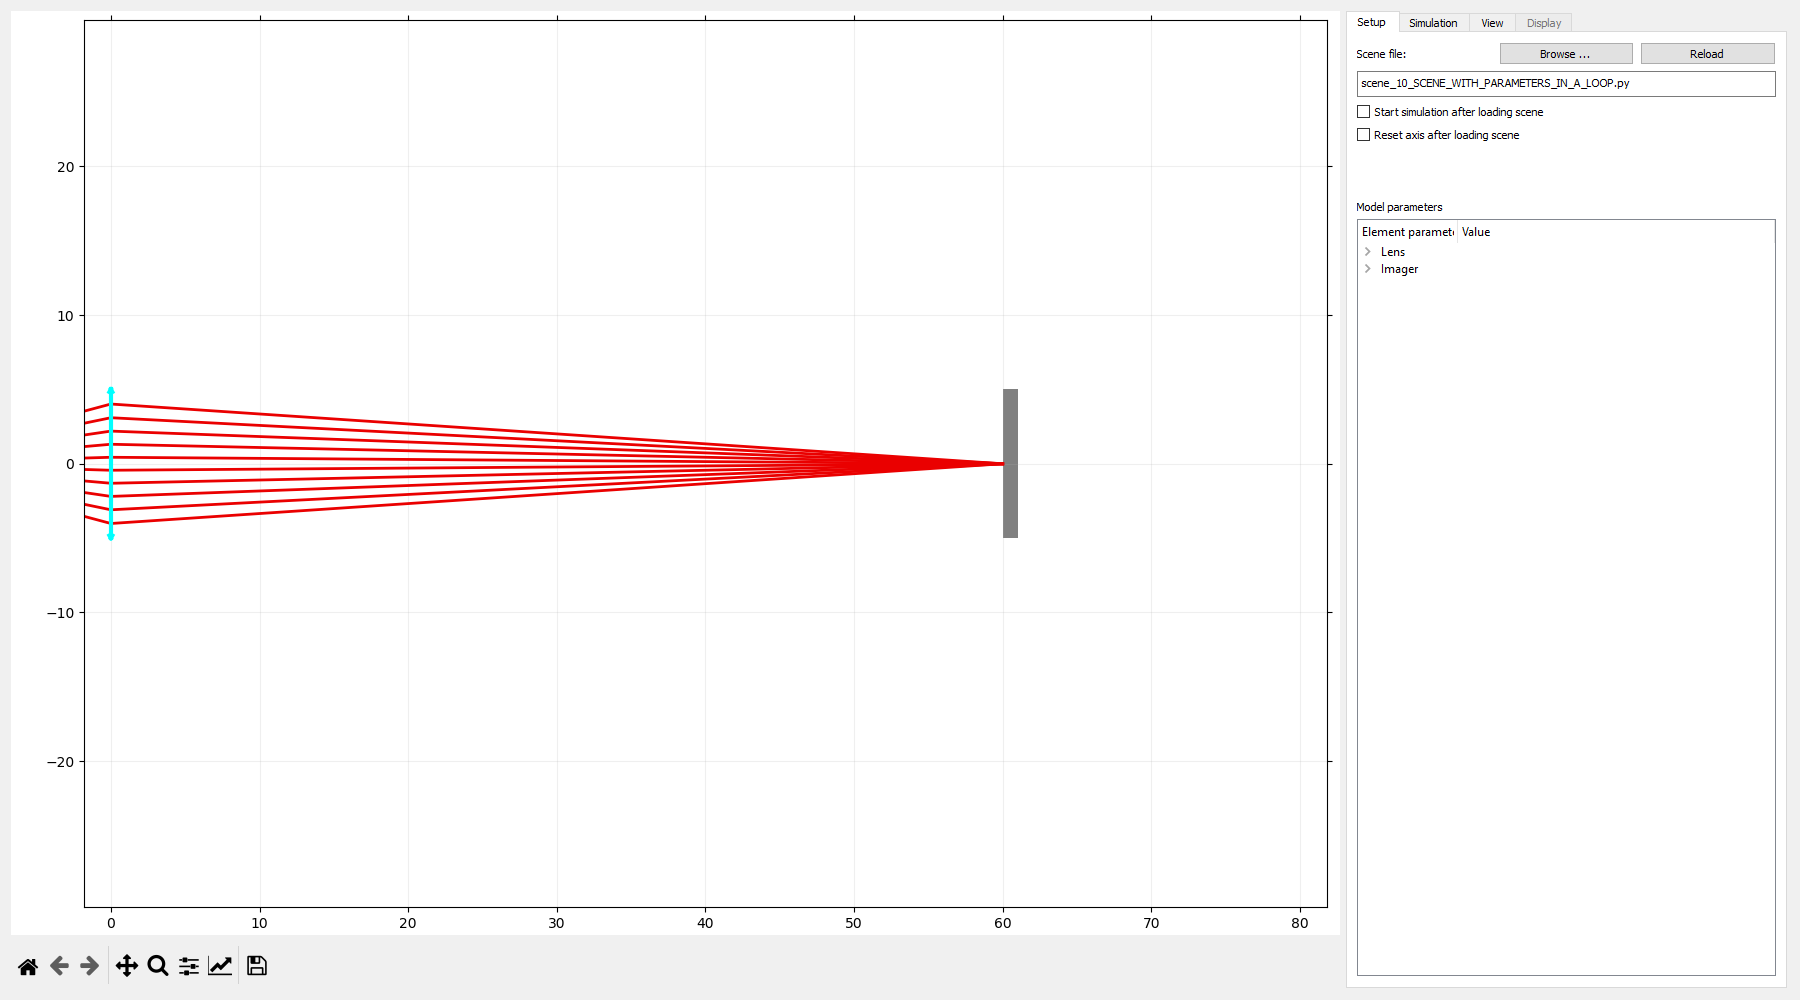 Setup Simulation View Display
Scene file: Browse ... Reload
scene_10_SCENE_WITH_PARAMETERS_IN_A_LOOP.py
Start simulation after loading scene
Reset axis after loading scene
Model parameters
Element paramet Value
Lens
Imager
20
10
0
−10
−20
0 10 20 30 40 50 60 70 80